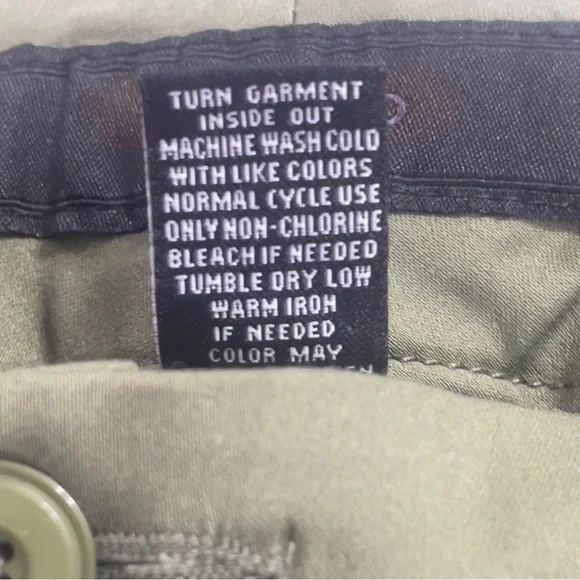 TURN GARMENT
INSIDE OUT
MACHINE WASH COLD
WITH LIKE COLORS
NORMAL CYCLE USE
ONLY NON-CHLORINE
BLEACH IF NEEDED
TUMBLE DRY LOW
WARM IRON
IF NEEDED
COLOR MAY